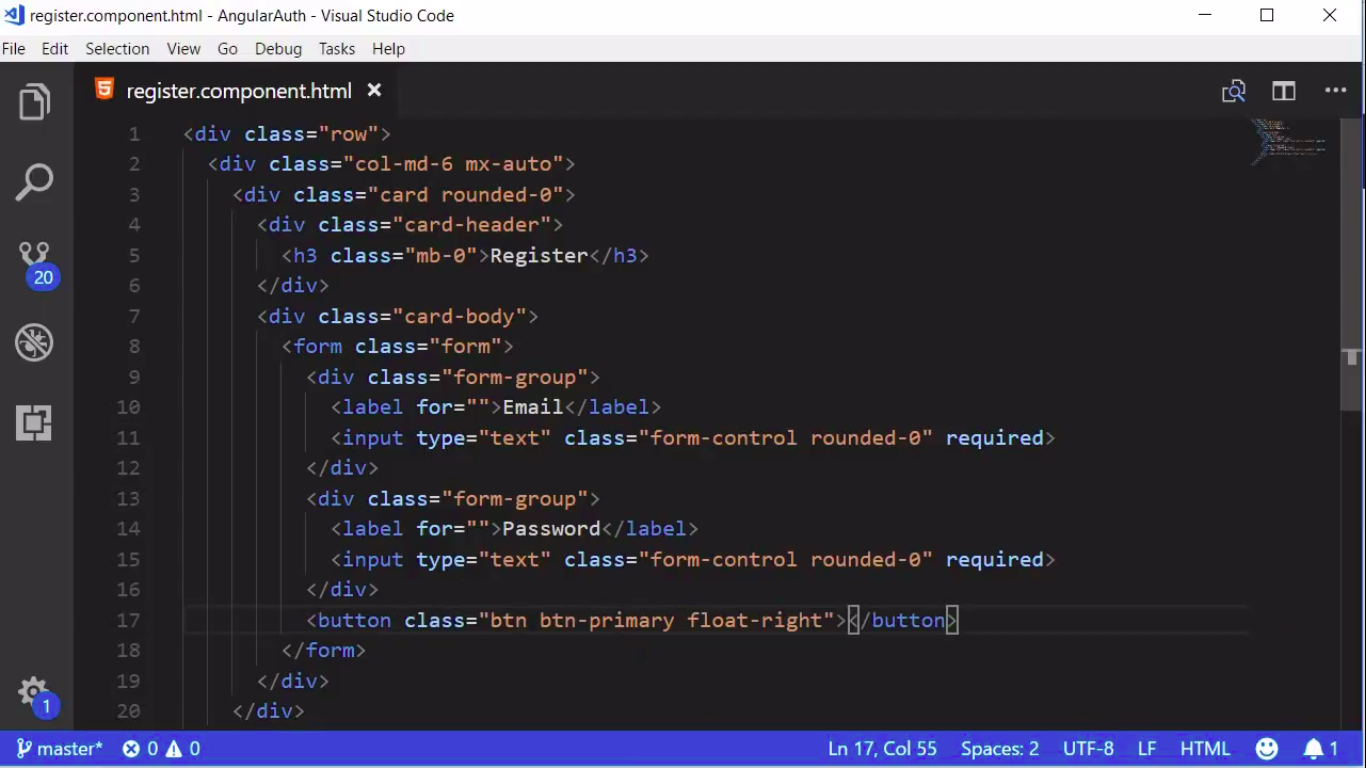 register.component.html - AngularAuth - Visual Studio Code
File Edit Selection View Go Debug Tasks Help
register.component.html
1 <div class="row">
2 <div class="col-md-6 mx-auto">
3 <div class="card rounded-0">
4 <div class="card-header">
5 <h3 class="mb-0">Register</h3>
6 </div>
7 <div class="card-body">
8 <form class="form">
9 <div class="form-group">
10 <label for="">Email</label>
11 <input type="text" class="form-control rounded-0" required>
12 </div>
13 <div class="form-group">
14 <label for="">Password</label>
15 <input type="text" class="form-control rounded-0" required>
16 </div>
17 <button class="btn btn-primary float-right"></button>
18 </form>
19 </div>
20 </div>
20
1
master* 0 0 Ln 17, Col 55 Spaces: 2 UTF-8 LF HTML 1